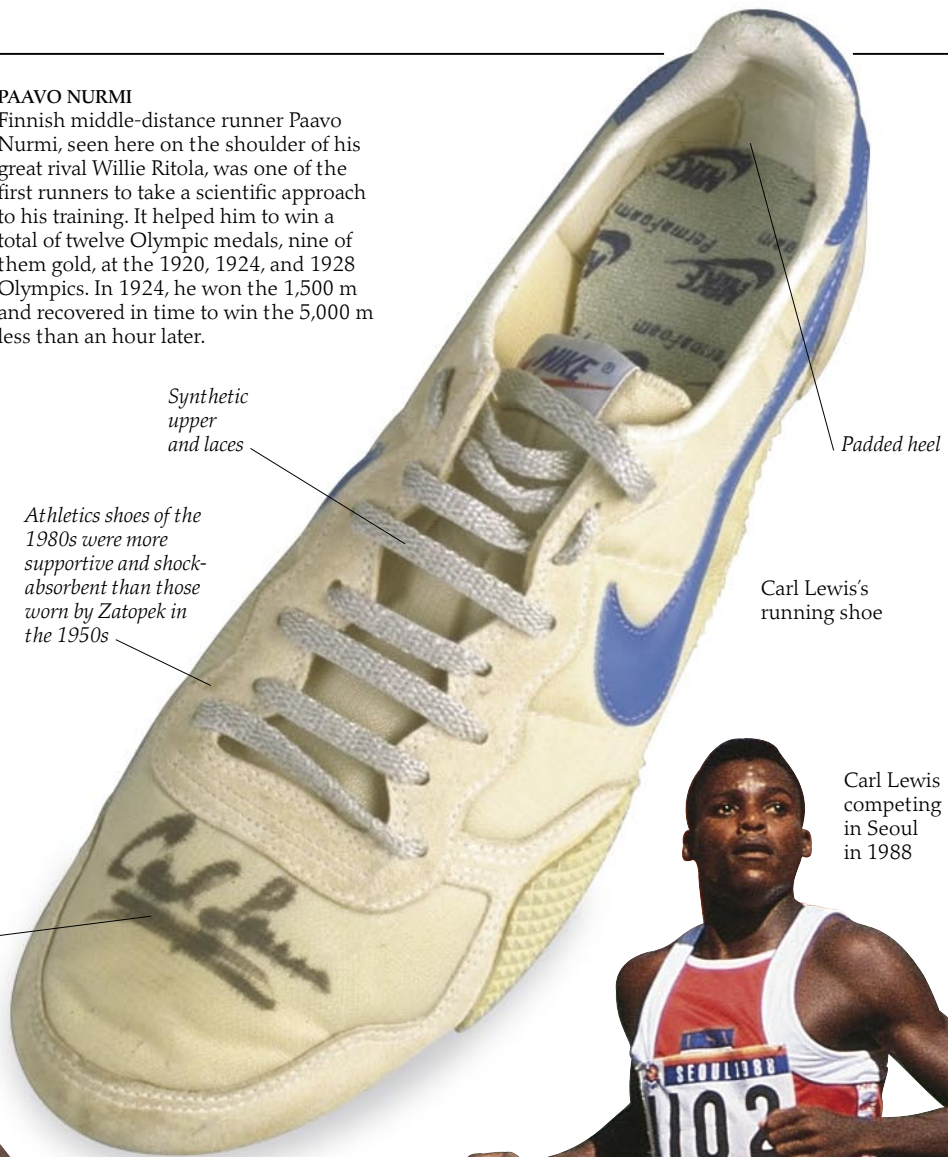 PAAVO NURMI
Finnish middle-distance runner Paavo
Nurmi, seen here on the shoulder of his
great rival Willie Ritola, was one of the
first runners to take a scientific approach
to his training. It helped him to win a
total of twelve Olympic medals, nine of
them gold, at the 1920, 1924, and 1928
Olympics. In 1924, he won the 1,500 m
and recovered in time to win the 5,000 m
less than an hour later.
Synthetic
upper
and laces
Athletics shoes of the
1980s were more
supportive and shock-
absorbent than those
worn by Zatopek in
the 1950s
NIKE
PermaFoam
NIKE
PermaFoam
NIKE ®
Padded heel
Carl Lewis's
running shoe
Carl Lewis
competing
in Seoul
in 1988
SEOUL 1988
102